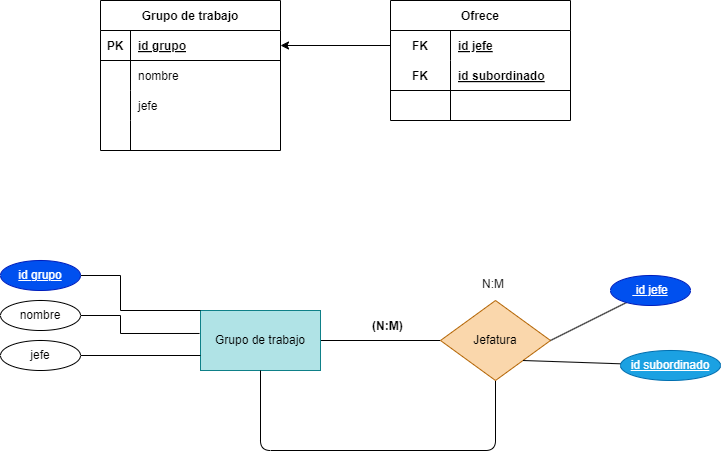 Grupo de trabajo
PK id grupo
nombre
jefe
Ofrece
FK id jefe
FK id subordinado
id grupo
nombre
jefe
Grupo de trabajo
(N:M)
N:M
Jefatura
id jefe
id subordinado